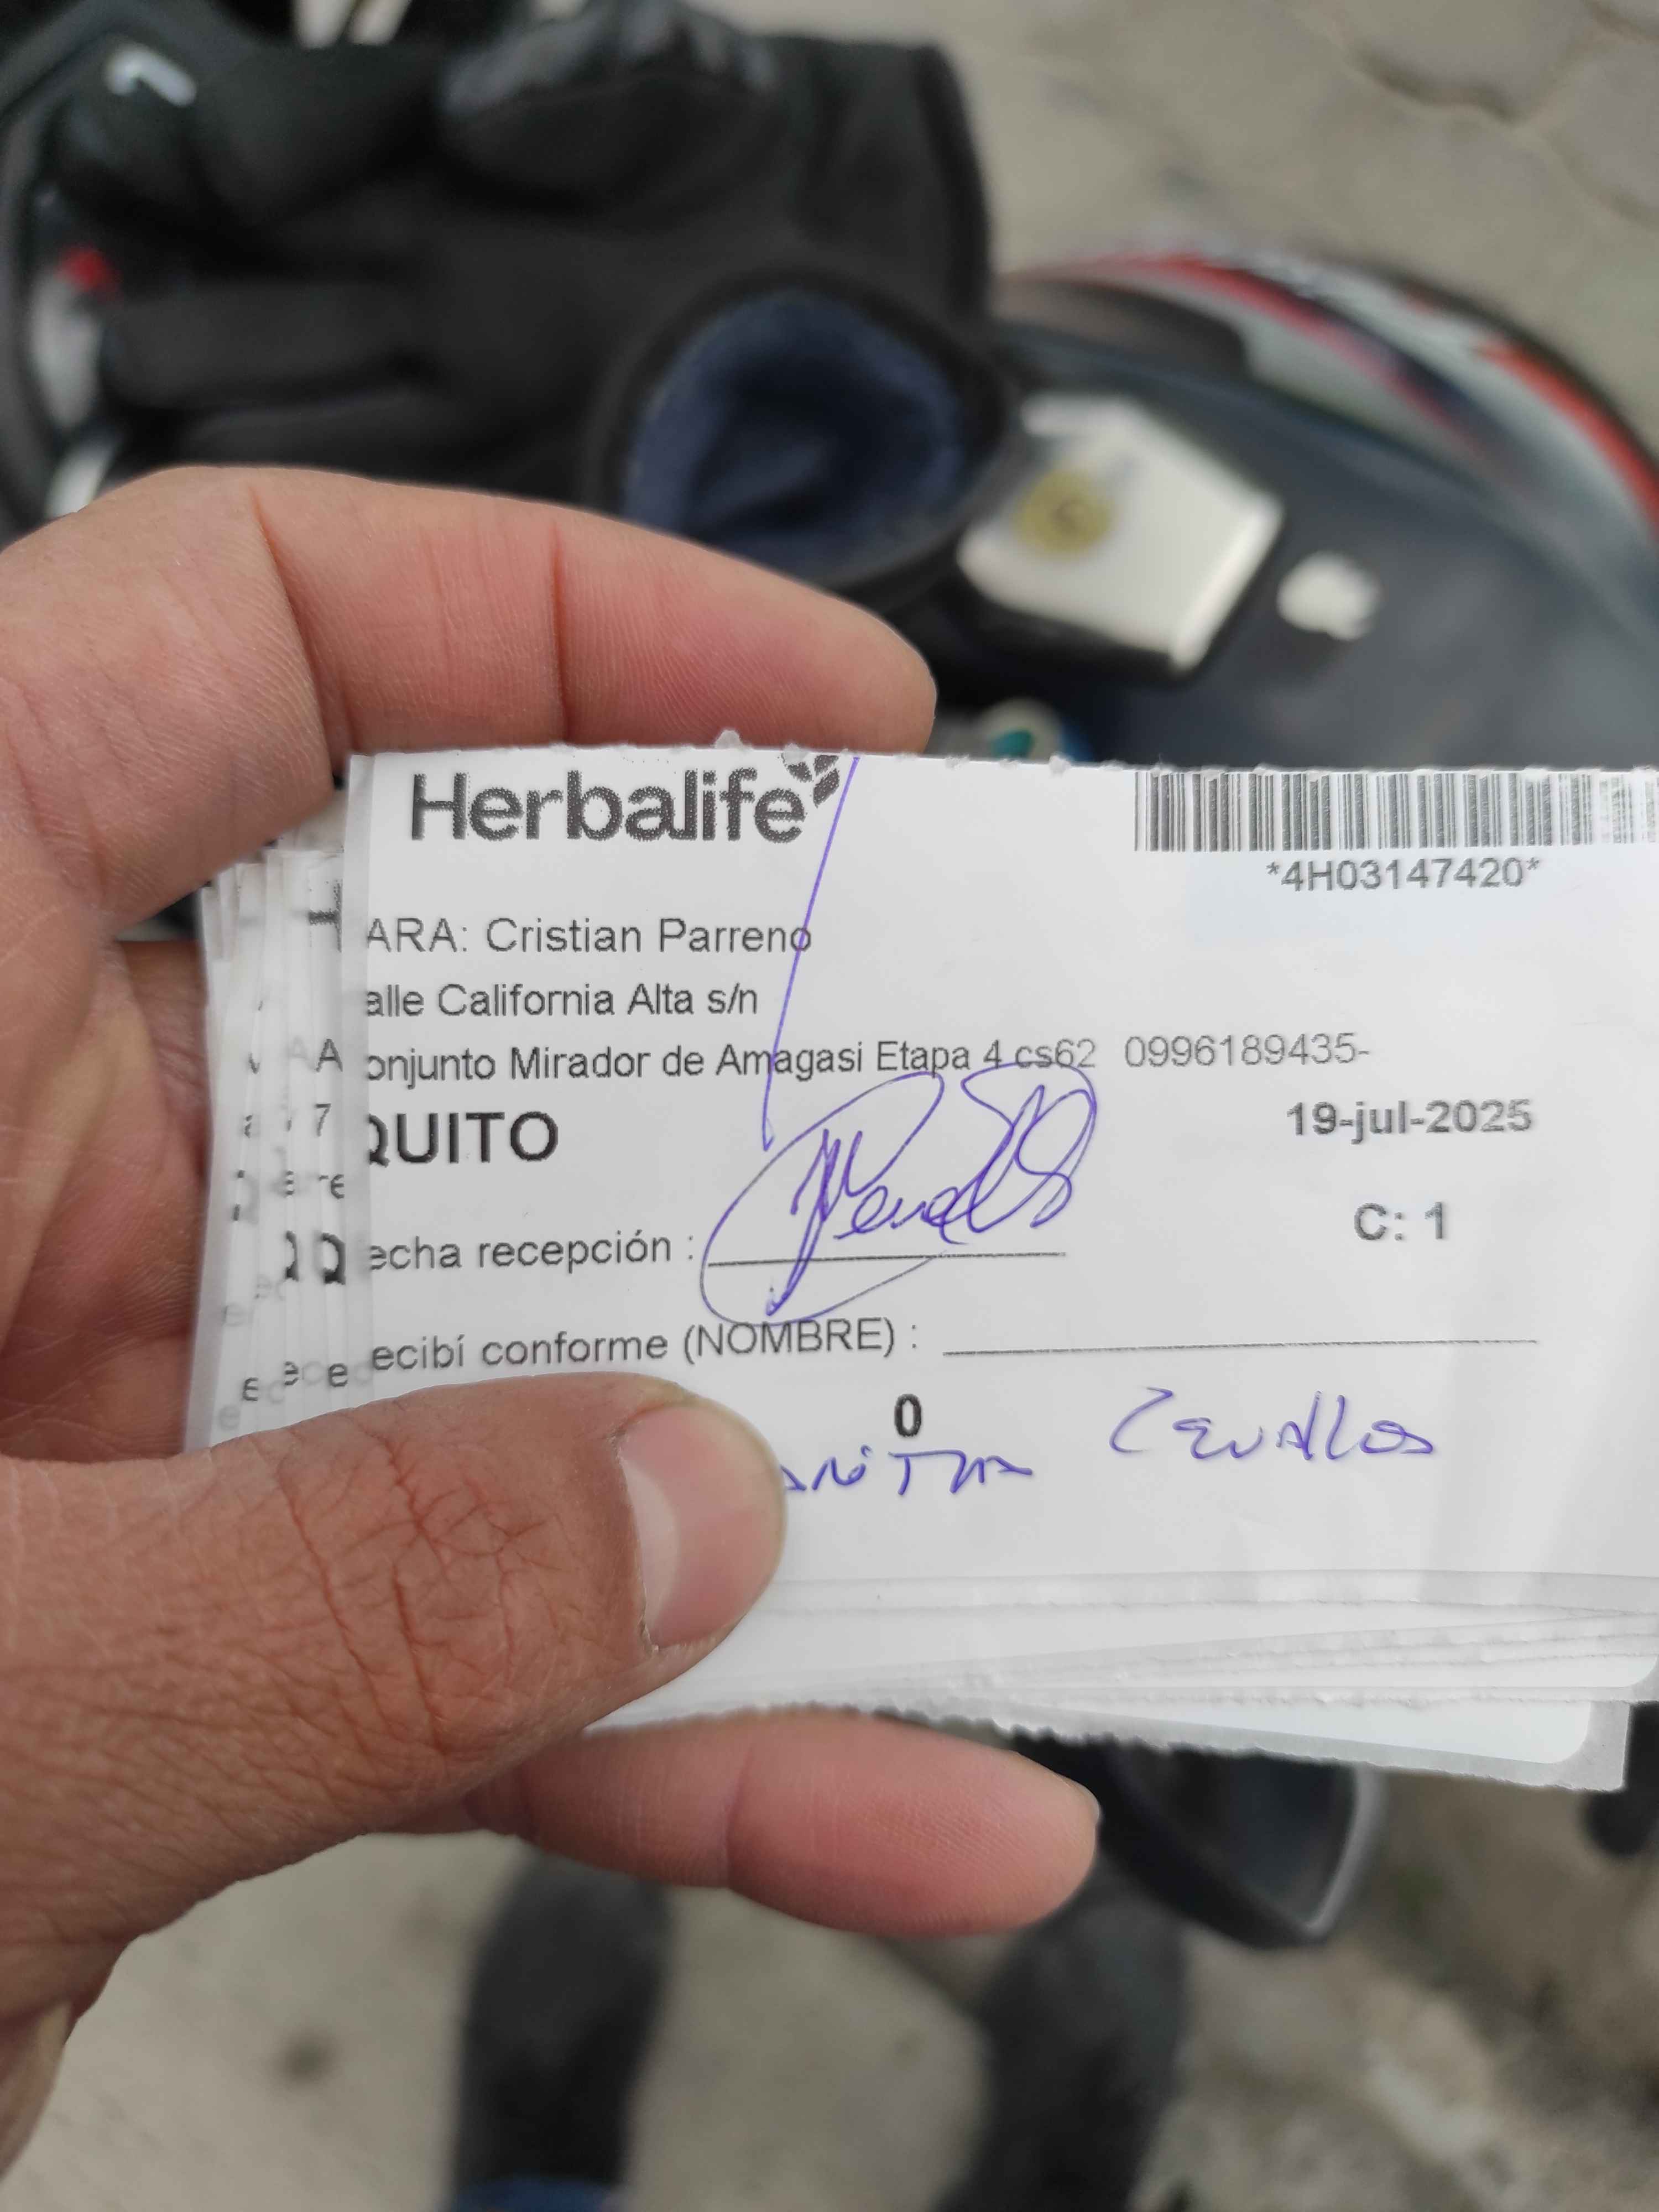 Herbalife
*4H03147420*
ARA: Cristian Parreno
alle California Alta s/n
onjunto Mirador de Amagasi Etapa 4 cs62 0996189435-
QUITO
19-jul-2025
echa recepción :
C: 1
ecibí conforme (NOMBRE) :
0
Cevallos